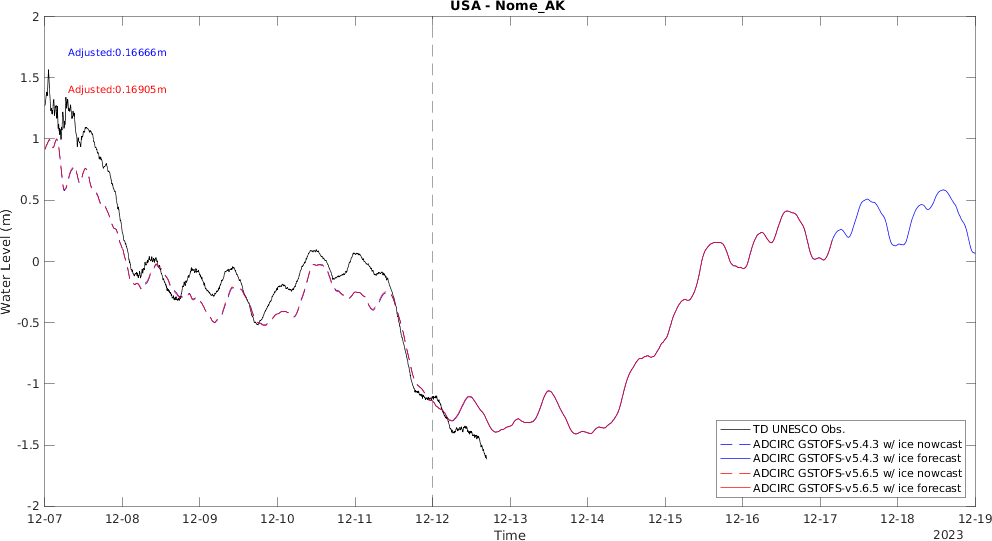 USA - Nome_AK
Adjusted:0.16666m
Adjusted:0.16905m
Water Level (m)
2
1.5
1
0.5
0
-0.5
-1
-1.5
-2
TD UNESCO Obs.
ADCIRC GSTOFS-v5.4.3 w/ ice nowcast
ADCIRC GSTOFS-v5.4.3 w/ ice forecast
ADCIRC GSTOFS-v5.6.5 w/ ice nowcast
ADCIRC GSTOFS-v5.6.5 w/ ice forecast
12-07 12-08 12-09 12-10 12-11 12-12 12-13 12-14 12-15 12-16 12-17 12-18 12-19
Time
2023